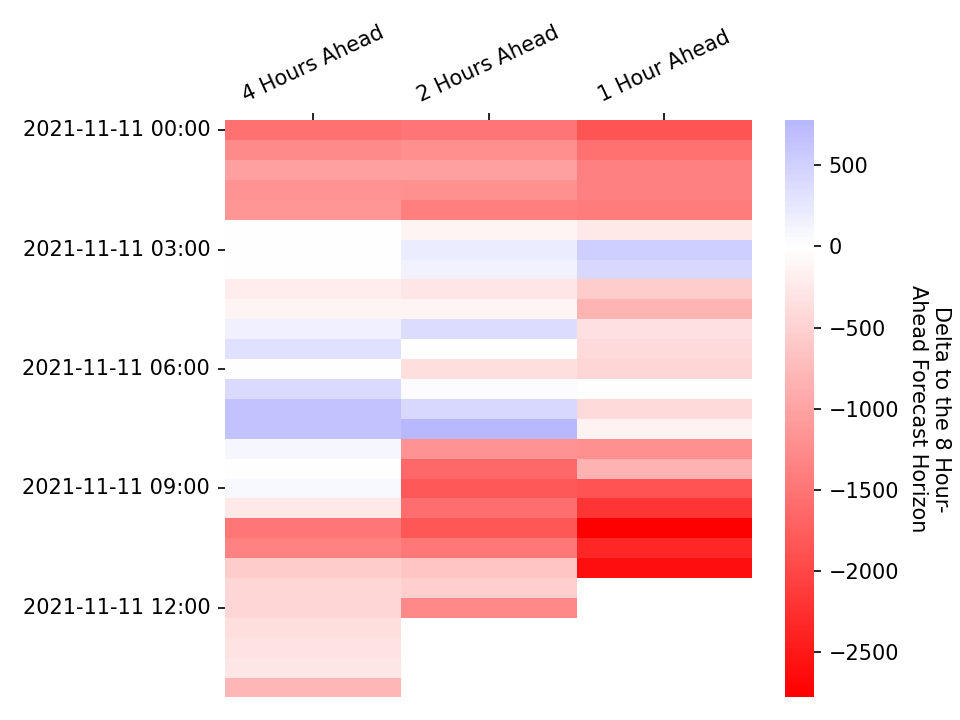 4 Hours Ahead
2 Hours Ahead
1 Hour Ahead
2021-11-11 00:00
2021-11-11 03:00
2021-11-11 06:00
2021-11-11 09:00
2021-11-11 12:00
500
0
−500
−1000
−1500
−2000
−2500
Delta to the 8 Hour-
Ahead Forecast Horizon